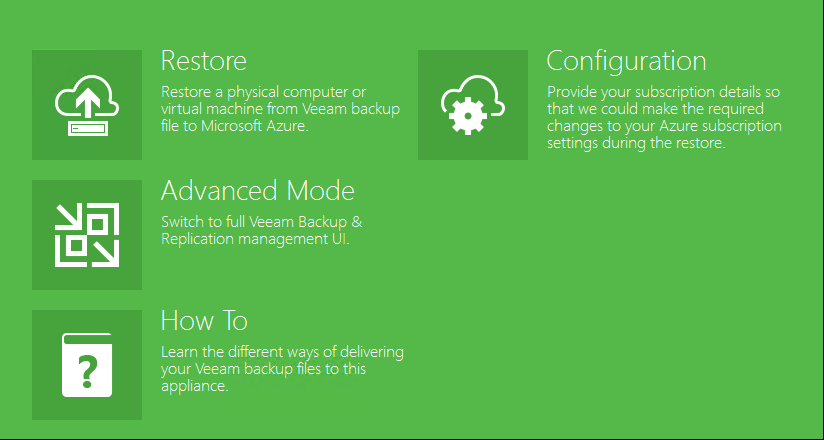 Restore
Restore a physical computer or
virtual machine from Veeam backup
file to Microsoft Azure.
Configuration
Provide your subscription details so
that we could make the required
changes to your Azure subscription
settings during the restore.
Advanced Mode
Switch to full Veeam Backup &
Replication management UI.
How To
Learn the different ways of delivering
your Veeam backup files to this
appliance.
?